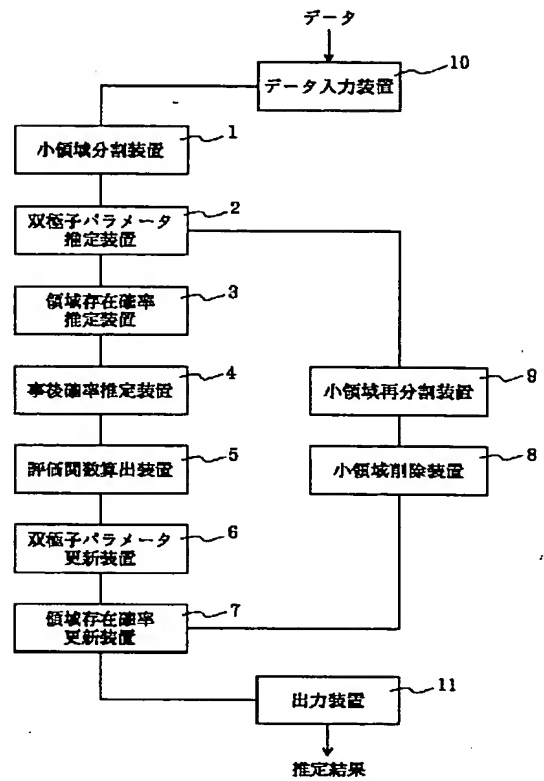 データ
10
データ入力装置
1
小領域分割装置
2
双極子パラメータ
推定装置
3
領域存在確率
推定装置
4
事後確率推定装置
9
小領域再分割装置
5
評価関数算出装置
8
小領域削除装置
6
双極子パラメータ
更新装置
7
領域存在確率
更新装置
11
出力装置
推定結果